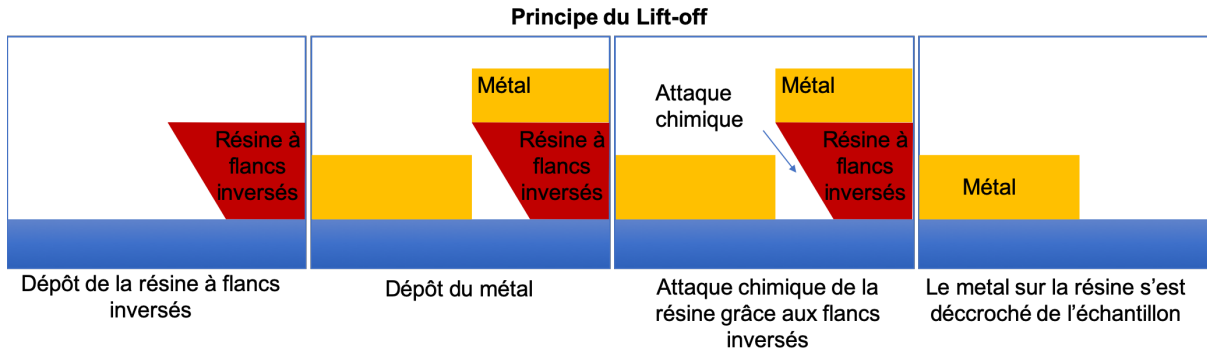 Principe du Lift-off
Résine à
flancs
inversés
Métal
Résine à
flancs
inversés
Attaque
chimique
Métal
Résine à
flancs
inversés
Métal
Dépôt de la résine à flancs
inversés
Dépôt du métal
Attaque chimique de la
résine grâce aux flancs
inversés
Le metal sur la résine s’est
déccroché de l’échantillon